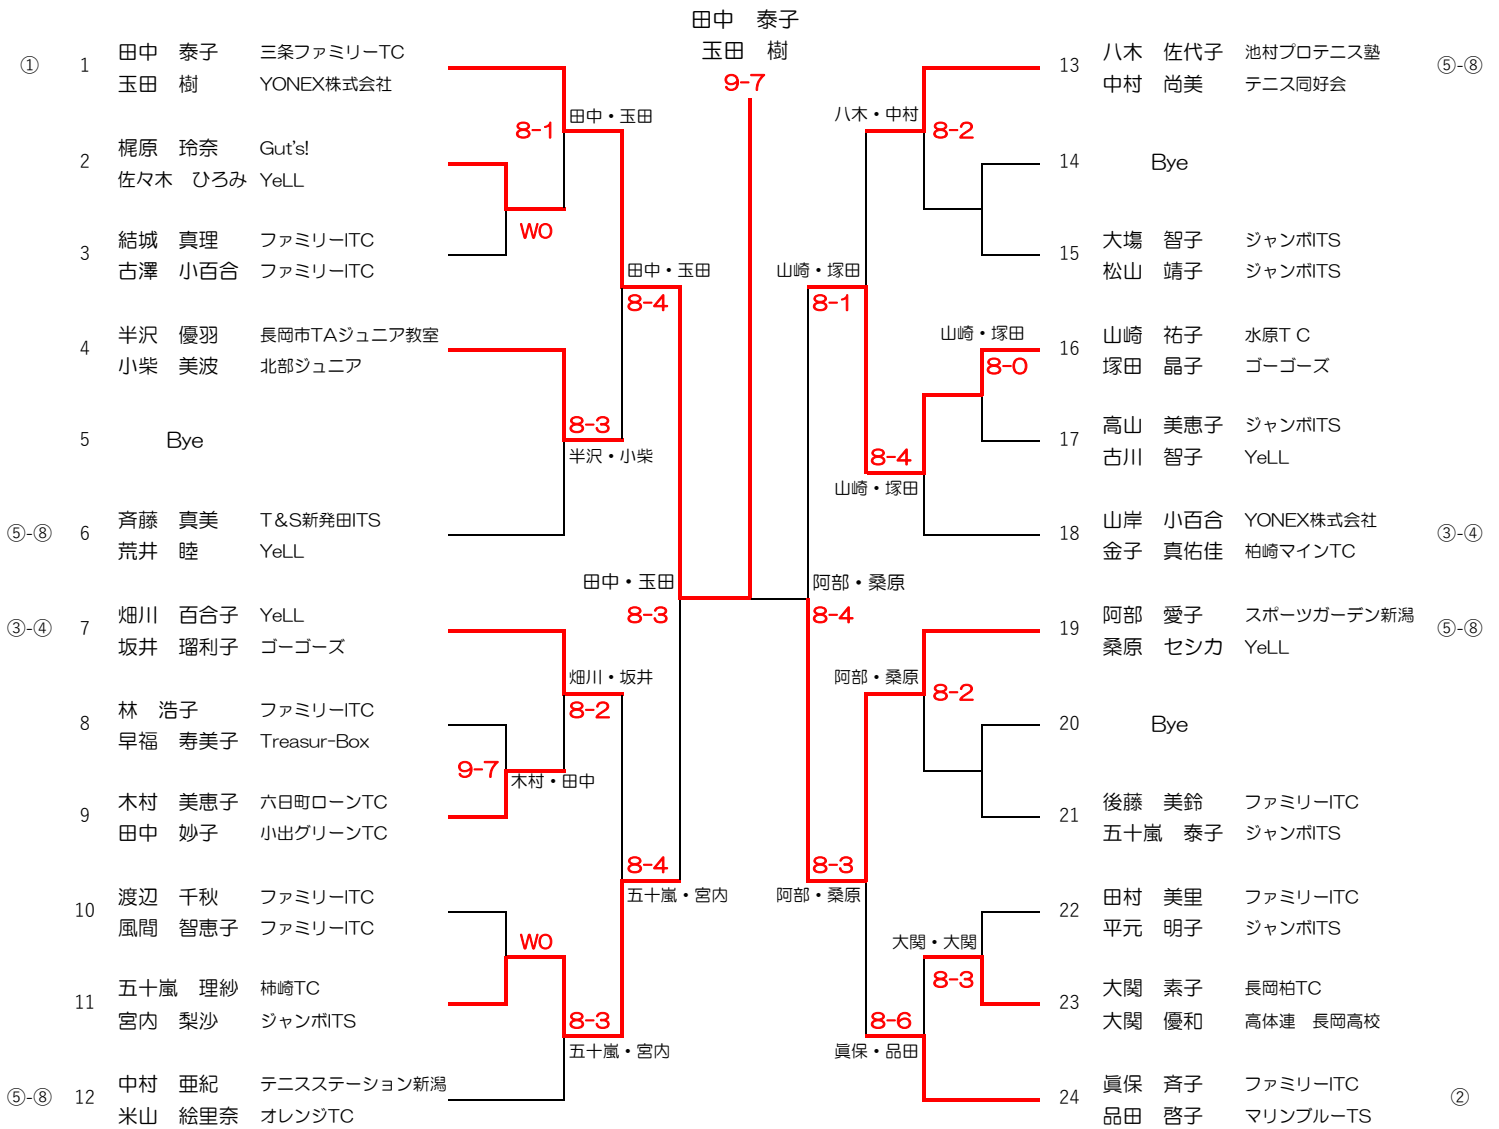 田中　泰子
玉田　樹
9-7
① 1 田中　泰子 三条ファミリーTC
玉田　樹 YONEX株式会社
2 梶原　玲奈 Gut's!
佐々木　ひろみ YeLL
3 結城　真理 ファミリーITC
古澤　小百合 ファミリーITC
4 半沢　優羽 長岡市TAジュニア教室
小柴　美波 北部ジュニア
5 Bye
⑤-⑧ 6 斉藤　真美 T&S新発田ITS
荒井　睦 YeLL
③-④ 7 畑川　百合子 YeLL
坂井　瑠利子 ゴーゴーズ
8 林　浩子 ファミリーITC
早福　寿美子 Treasur-Box
9 木村　美恵子 六日町ローンTC
田中　妙子 小出グリーンTC
10 渡辺　千秋 ファミリーITC
風間　智恵子 ファミリーITC
11 五十嵐　理紗 柿崎TC
宮内　梨沙 ジャンボITS
⑤-⑧ 12 中村　亜紀 テニスステーション新潟
米山　絵里奈 オレンジTC
8-1
田中・玉田
WO
田中・玉田
8-4
8-3
半沢・小柴
田中・玉田
8-3
畑川・坂井
8-2
9-7
木村・田中
8-4
五十嵐・宮内
WO
8-3
五十嵐・宮内
八木・中村
8-2
山崎・塚田
8-1
山崎・塚田
8-0
8-4
山崎・塚田
阿部・桑原
8-4
阿部・桑原
8-2
8-3
阿部・桑原
大関・大関
8-3
8-6
眞保・品田
13 八木　佐代子 池村プロテニス塾 ⑤-⑧
中村　尚美 テニス同好会
14 Bye
15 大塲　智子 ジャンボITS
松山　靖子 ジャンボITS
16 山崎　祐子 水原T C
塚田　晶子 ゴーゴーズ
17 高山　美恵子 ジャンボITS
古川　智子 YeLL
18 山岸　小百合 YONEX株式会社 ③-④
金子　真佑佳 柏崎マインTC
19 阿部　愛子 スポーツガーデン新潟 ⑤-⑧
桑原　セシカ YeLL
20 Bye
21 後藤　美鈴 ファミリーITC
五十嵐　泰子 ジャンボITS
22 田村　美里 ファミリーITC
平元　明子 ジャンボITS
23 大関　素子 長岡柏TC
大関　優和 高体連　長岡高校
24 眞保　斉子 ファミリーITC ②
品田　啓子 マリンブルーTS